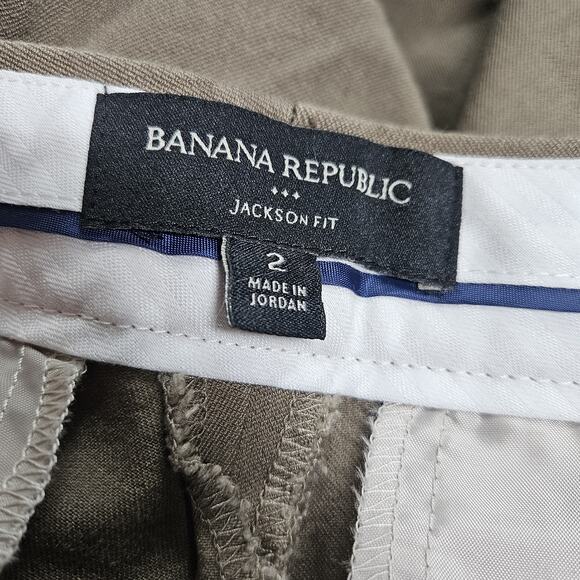 BANANA REPUBLIC
JACKSON FIT
2
MADE IN
JORDAN